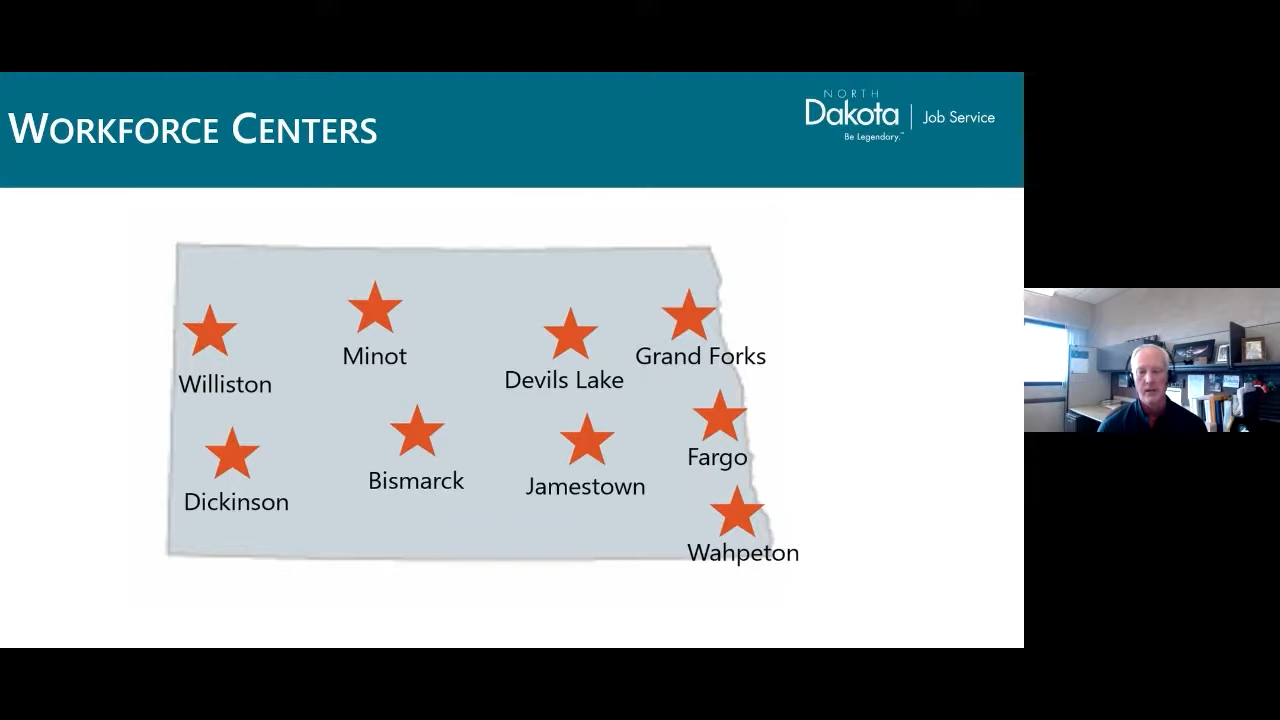 WORKFORCE CENTERS
NORTH
Dakota | Job Service
Be Legendary.™
Minot
Grand Forks
Devils Lake
Williston
Fargo
Bismarck
Jamestown
Dickinson
Wahpeton